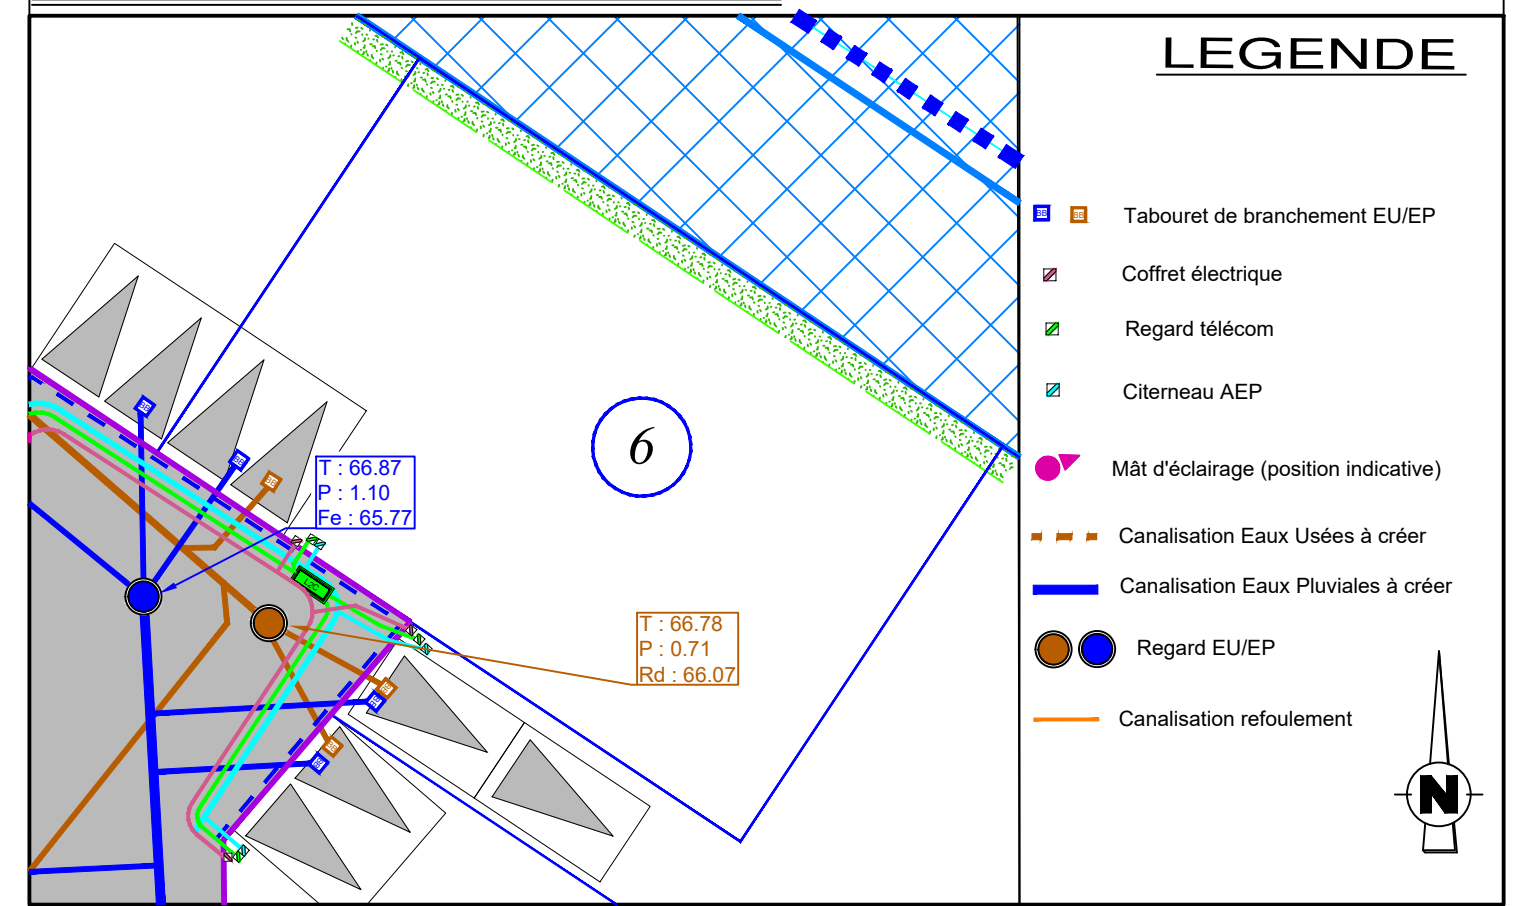 LEGENDE
Tabouret de branchement EU/EP
Coffret électrique
Regard télécom
Citerneau AEP
Mât d'éclairage (position indicative)
Canalisation Eaux Usées à créer
Canalisation Eaux Pluviales à créer
Regard EU/EP
Canalisation refoulement
N
6
T : 66.87
P : 1.10
Fe : 65.77
L2C
T : 66.78
P : 0.71
Rd : 66.07